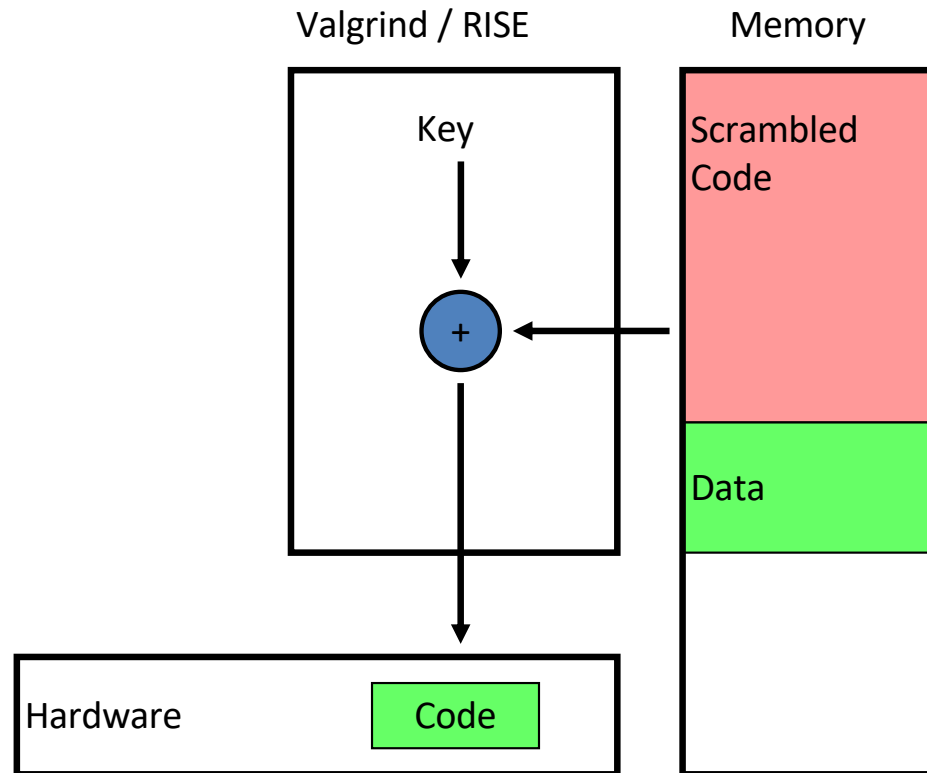 Valgrind / RISE
Memory
Key
Scrambled
Code
+
Data
Hardware
Code